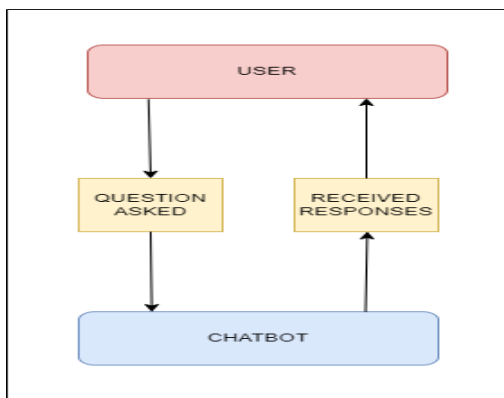 USER
QUESTION
ASKED
RECEIVED
RESPONSES
CHATBOT